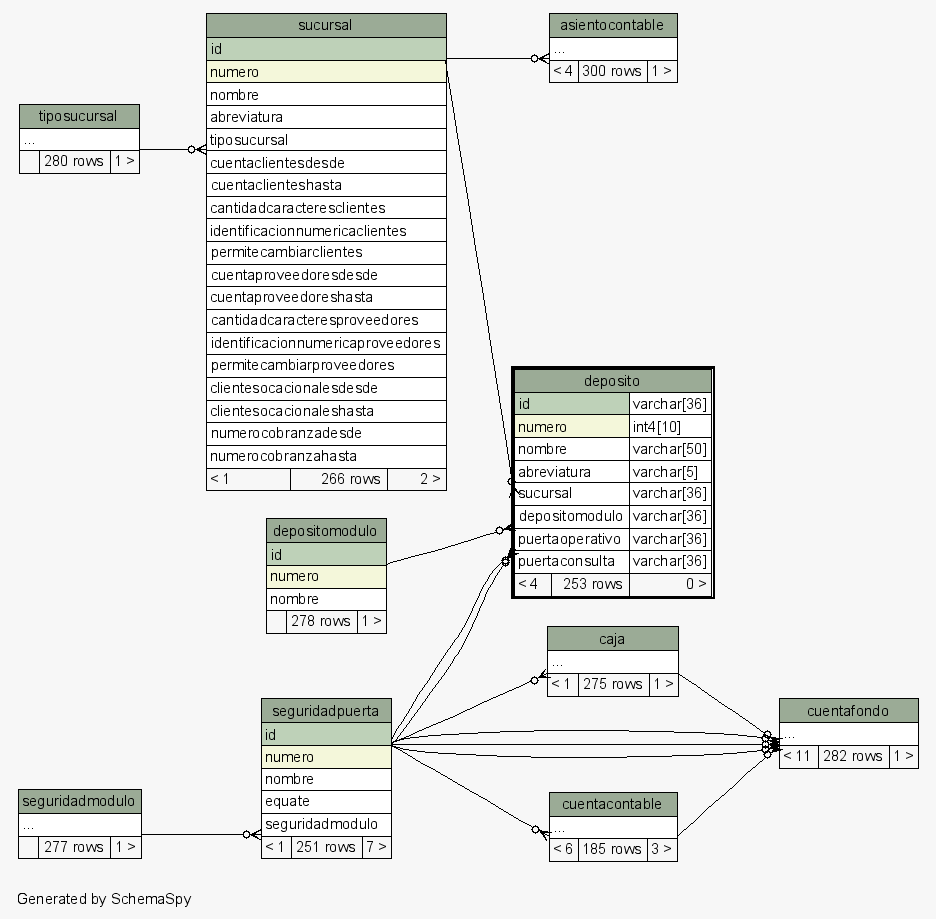 sucursal
id
numero
nombre
abreviatura
tiposucursal
cuentaclientesdesde
cuentaclienteshasta
cantidadcaracteresclientes
identificacionnumericaclientes
permitecambiarclientes
cuentaproveedoresdesde
cuentaproveedoreshasta
cantidadcaracteresproveedores
identificacionnumericaproveedores
permitecambiarproveedores
clientesocacionalesdesde
clientesocacionaleshasta
numerocobranzadesde
numerocobranzahasta
< 1 266 rows 2 >
asientocontable
...
< 4 300 rows 1 >
tiposucursal
...
280 rows 1 >
deposito
id varchar[36]
numero int4[10]
nombre varchar[50]
abreviatura varchar[5]
sucursal varchar[36]
depositomodulo varchar[36]
puertaoperativo varchar[36]
puertaconsulta varchar[36]
< 4 253 rows 0 >
depositomodulo
id
numero
nombre
278 rows 1 >
caja
...
< 1 275 rows 1 >
seguridadpuerta
id
numero
nombre
equate
seguridadmodulo
< 1 251 rows 7 >
cuentafondo
...
< 11 282 rows 1 >
seguridadmodulo
...
277 rows 1 >
cuentacontable
...
< 6 185 rows 3 >
Generated by SchemaSpy